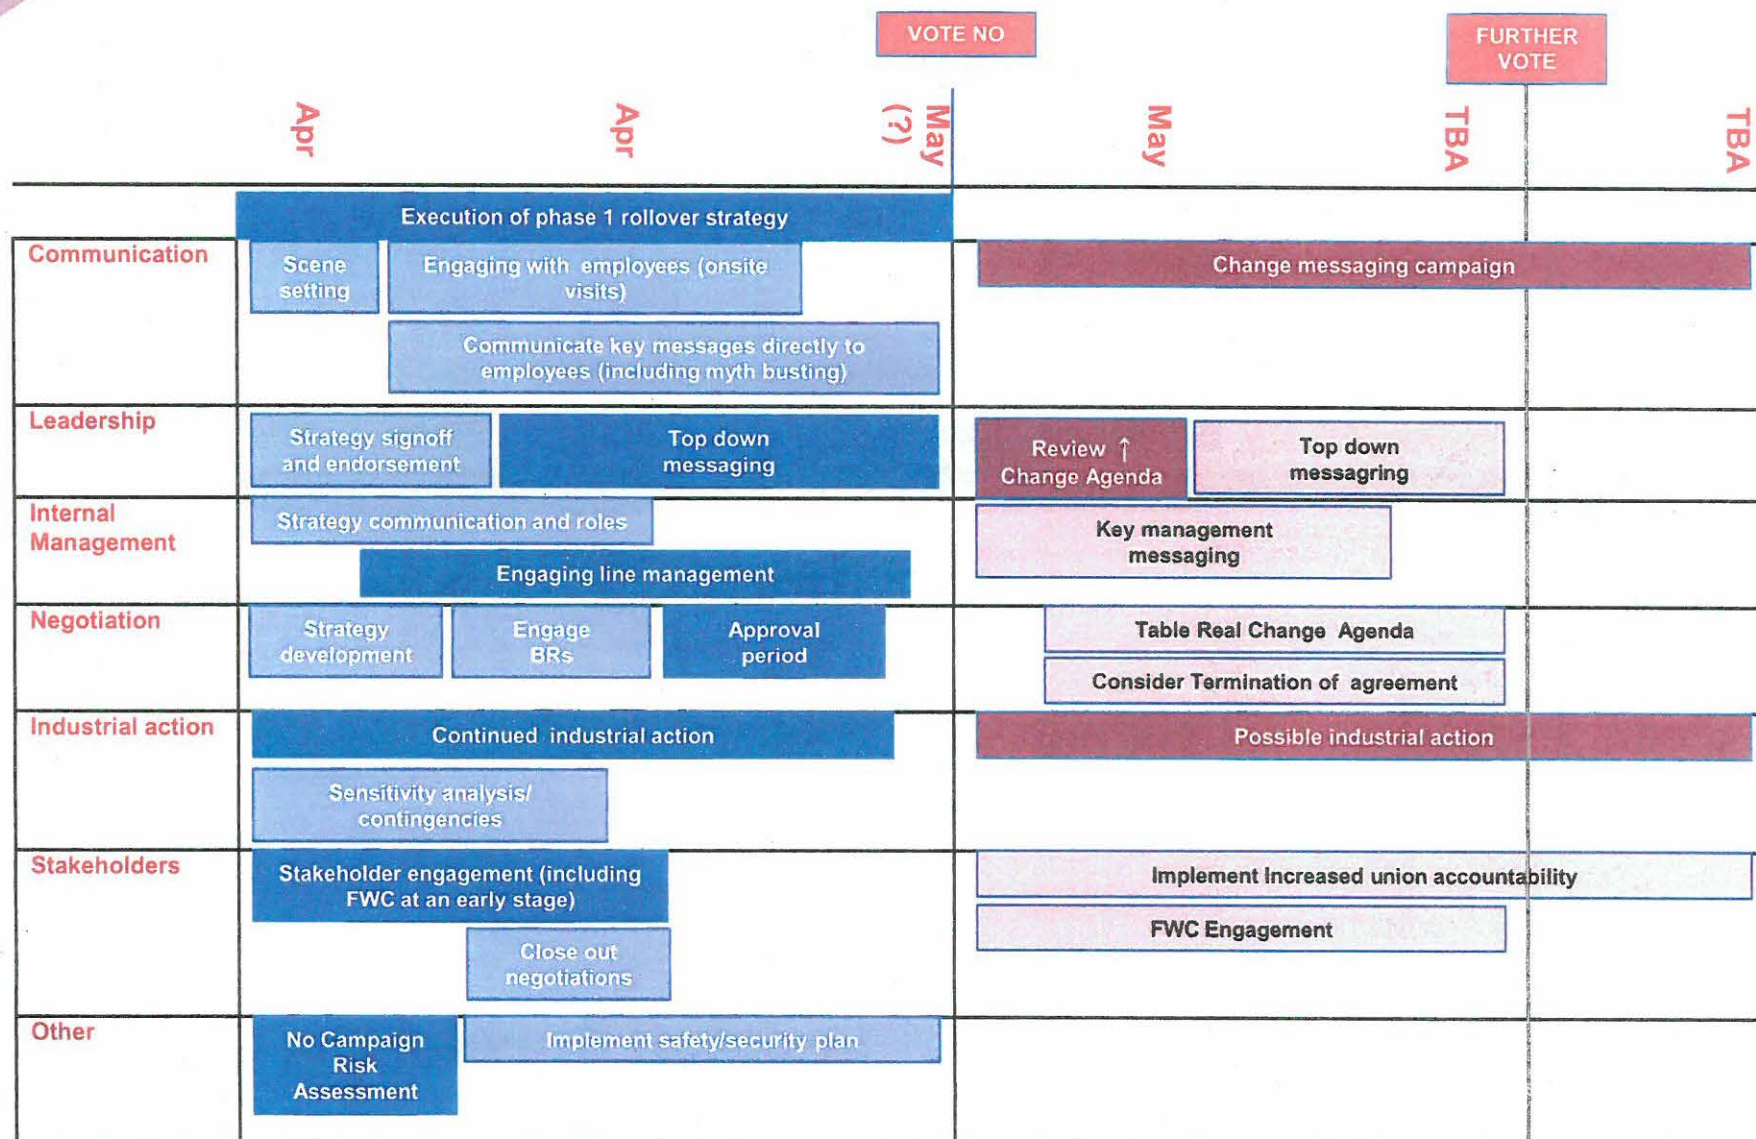 VOTE NO
FURTHER
VOTE
Apr
Apr
May
(?)
May
TBA
TBA
Execution of phase 1 rollover strategy
Communication
Scene
setting
Engaging with employees (onsite
visits)
Change messaging campaign
Communicate key messages directly to
employees (including myth busting)
Leadership
Strategy signoff
and endorsement
Top down
messaging
Review ↑
Change Agenda
Top down
messagring
Internal
Management
Strategy communication and roles
Key management
messaging
Engaging line management
Negotiation
Strategy
development
Engage
BRs
Approval
period
Table Real Change Agenda
Consider Termination of agreement
Industrial action
Continued industrial action
Possible industrial action
Sensitivity analysis/
contingencies
Stakeholders
Stakeholder engagement (including
FWC at an early stage)
Implement Increased union accountability
FWC Engagement
Close out
negotiations
Other
No Campaign
Risk
Assessment
Implement safety/security plan